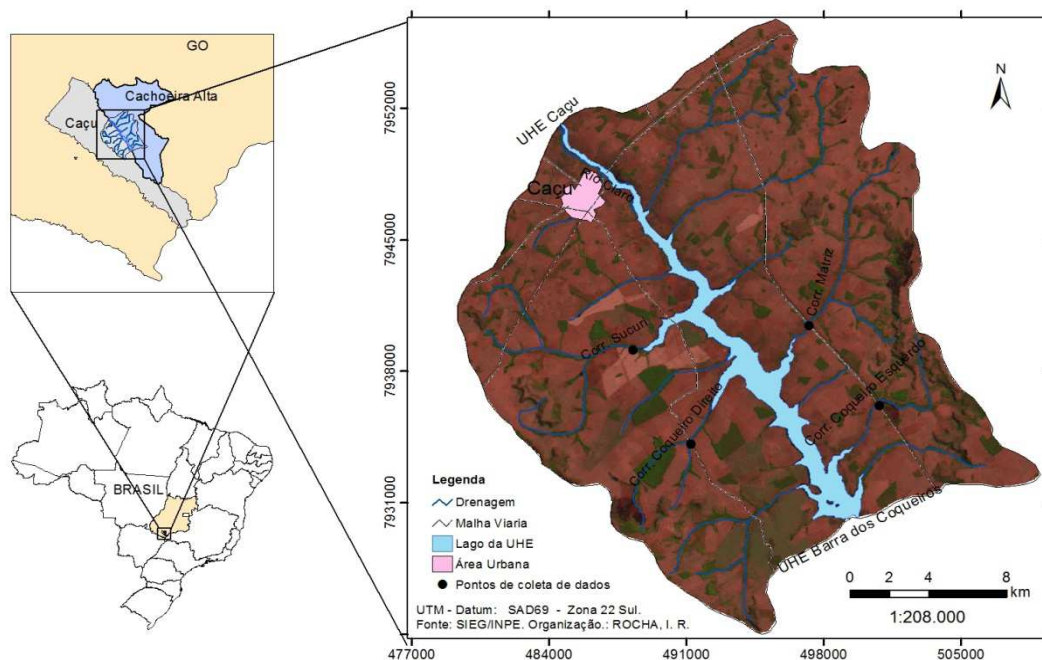 GO
Cachoeira Alta
Caçu
BRASIL
N
UHE Caçu
Rio Claro
Caçu
Corr. Matriz
Corr. Sucuri
Corr. Coqueiro Esquerdo
Corr. Coqueiro Direito
UHE Barra dos Coqueiros
Legenda
Drenagem
Malha Viaria
Lago da UHE
Área Urbana
Pontos de coleta de dados
UTM - Datum: SAD69 - Zona 22 Sul.
Fonte: SIEG/INPE. Organização.: ROCHA, I. R.
0 2 4 8
km
1:208.000
7952000
7945000
7938000
7931000
477000 484000 491000 498000 505000